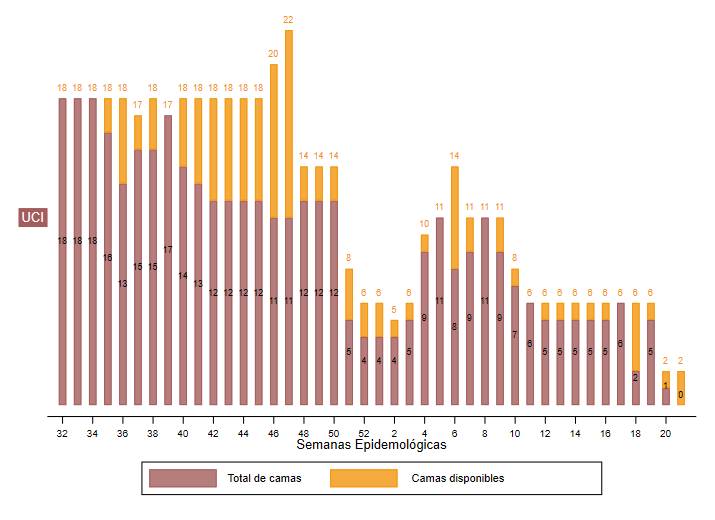 18 18 18 18 18 17 18 17 18 18 18 18 18 18 20 22 14 14 14 8 6 6 5 6 10 11 14 11 11 11 8 6 6 6 6 6 6 6 6 6 2 2
UCI
18 18 18 16 13 15 15 17 14 13 12 12 12 12 11 11 12 12 12 5 4 4 4 5 9 11 8 9 11 9 7 6 5 5 5 5 5 6 2 5 1 0
32 34 36 38 40 42 44 46 48 50 52 2 4 6 8 10 12 14 16 18 20
Semanas Epidemológicas
Total de camas Camas disponibles